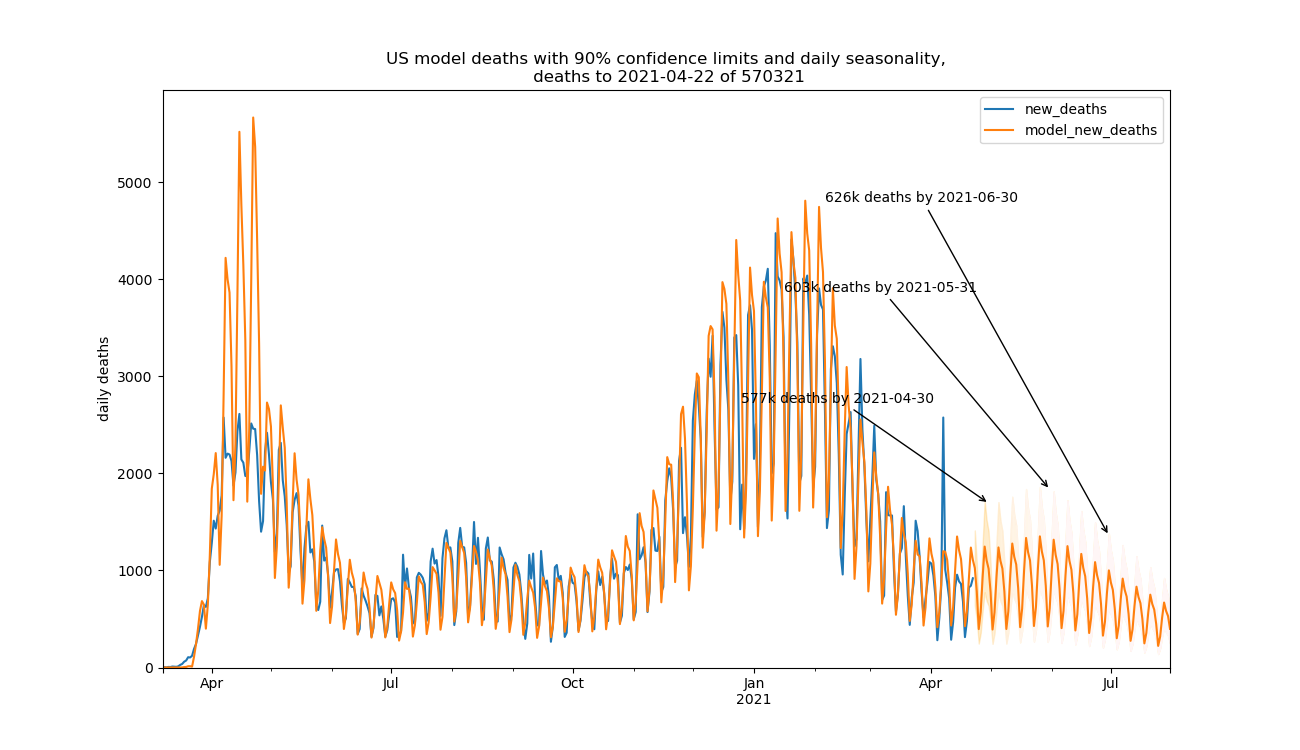 US model deaths with 90% confidence limits and daily seasonality,
deaths to 2021-04-22 of 570321
new_deaths
model_new_deaths
daily deaths
5000
4000
3000
2000
1000
0
626k deaths by 2021-06-30
603k deaths by 2021-05-31
577k deaths by 2021-04-30
Apr
Jul
Oct
Jan
2021
Apr
Jul